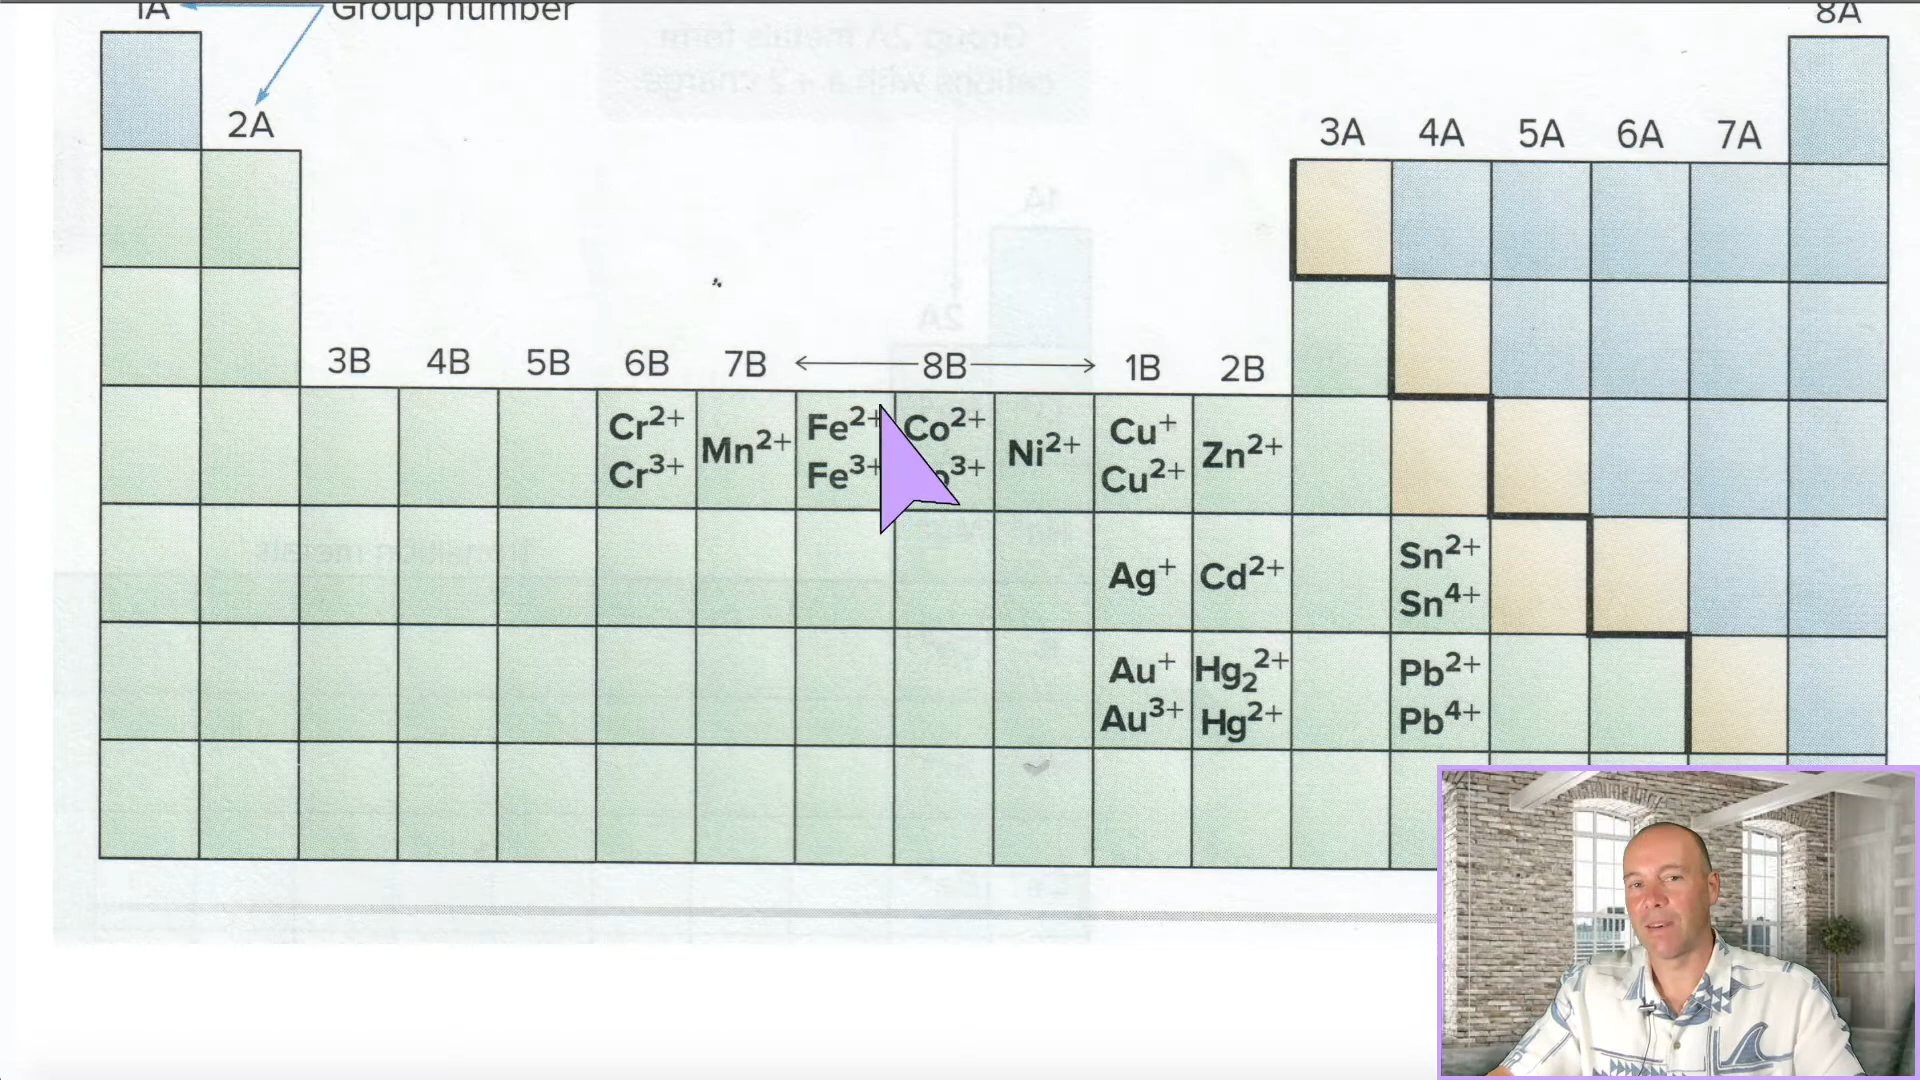 1A
Group number
8A
2A
3A 4A 5A 6A 7A
3B 4B 5B 6B 7B 8B 1B 2B
Cr²⁺ Mn²⁺ Fe²⁺ Co²⁺ Ni²⁺ Cu⁺ Zn²⁺
Cr³⁺ Fe³⁺ Cu²⁺
Ag⁺ Cd²⁺ Sn²⁺
Sn⁴⁺
Au⁺ Hg₂²⁺ Pb²⁺
Au³⁺ Hg²⁺ Pb⁴⁺